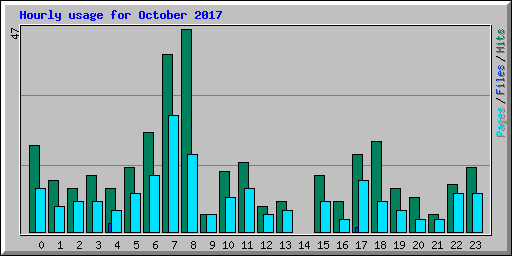 Hourly usage for October 2017
47
Pages/Files/Hits
0 1 2 3 4 5 6 7 8 9 10 11 12 13 14 15 16 17 18 19 20 21 22 23